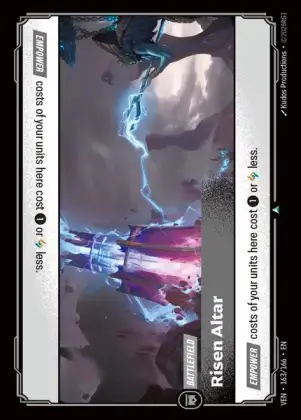 EMPOWER costs of your units here cost 1 or less.
BATTLEFIELD
Risen Altar
EMPOWER costs of your units here cost 1 or less.
VEN • 163/166 • EN
Kudos Productions • ©2026RGT